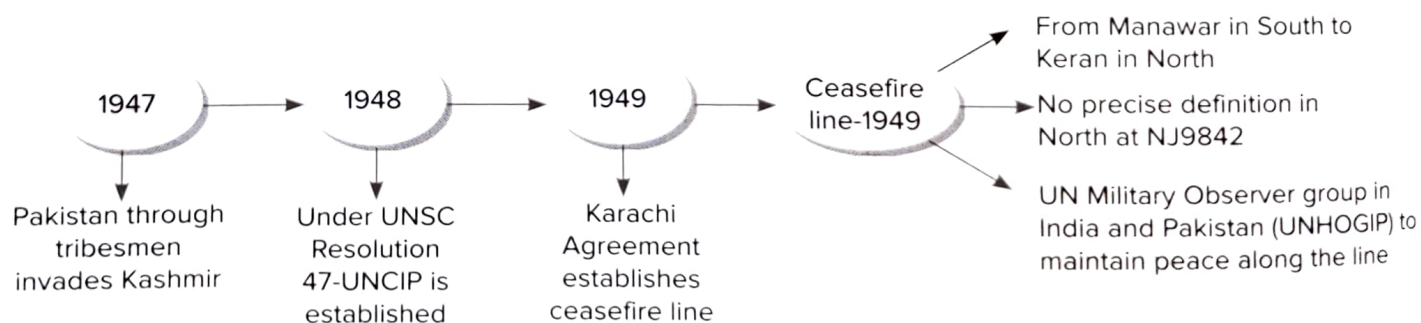 1947
Pakistan through
tribesmen
invades Kashmir
1948
Under UNSC
Resolution
47-UNCIP is
established
1949
Karachi
Agreement
establishes
ceasefire line
Ceasefire
line-1949
From Manawar in South to
Keran in North
No precise definition in
North at NJ9842
UN Military Observer group in
India and Pakistan (UNHOGIP) to
maintain peace along the line